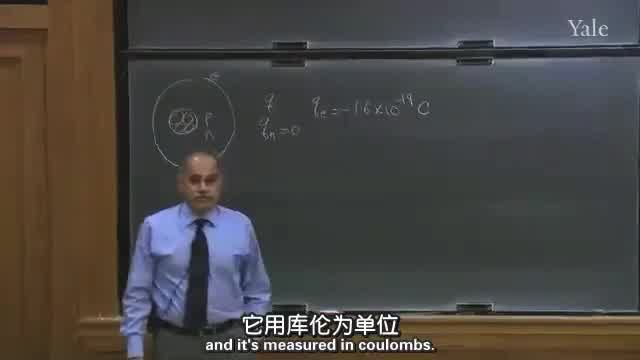 Yale
e
P
n
q
qₙ=0
qₑ=-1.6×10⁻¹⁹ C
它用库伦为单位
and it's measured in coulombs.